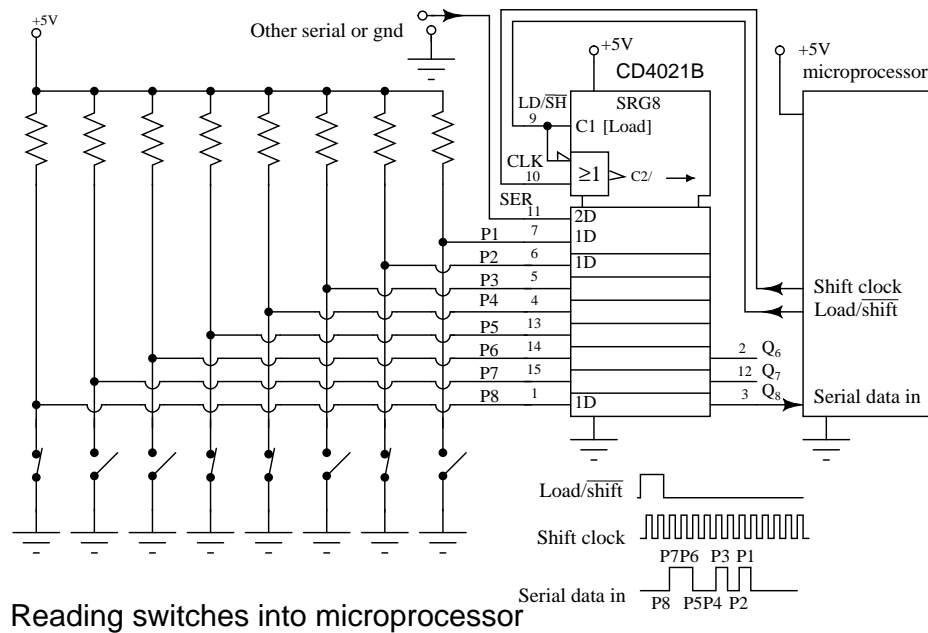 +5V
Other serial or gnd
+5V
+5V
CD4021B
microprocessor
LD/SH
SRG8
9
C1 [Load]
CLK
10
≥1
C2/
SER
11
2D
P1
7
1D
P2
6
1D
P3
5
Shift clock
P4
4
Load/shift
P5
13
P6
14
2
Q6
P7
15
12
Q7
P8
1
1D
3
Q8
Serial data in
Load/shift
Shift clock
P7P6
P3
P1
Serial data in
P8
P5P4
P2
Reading switches into microprocessor